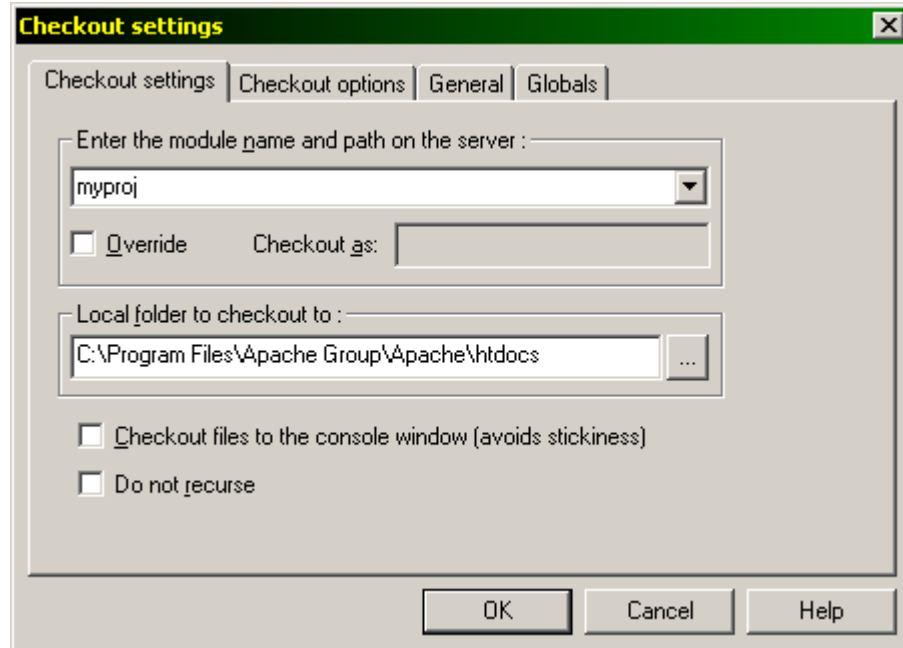 Checkout settings
Checkout settings Checkout options General Globals
Enter the module name and path on the server :
myproj
Override Checkout as:
Local folder to checkout to :
C:\Program Files\Apache Group\Apache\htdocs
...
Checkout files to the console window (avoids stickiness)
Do not recurse
OK Cancel Help